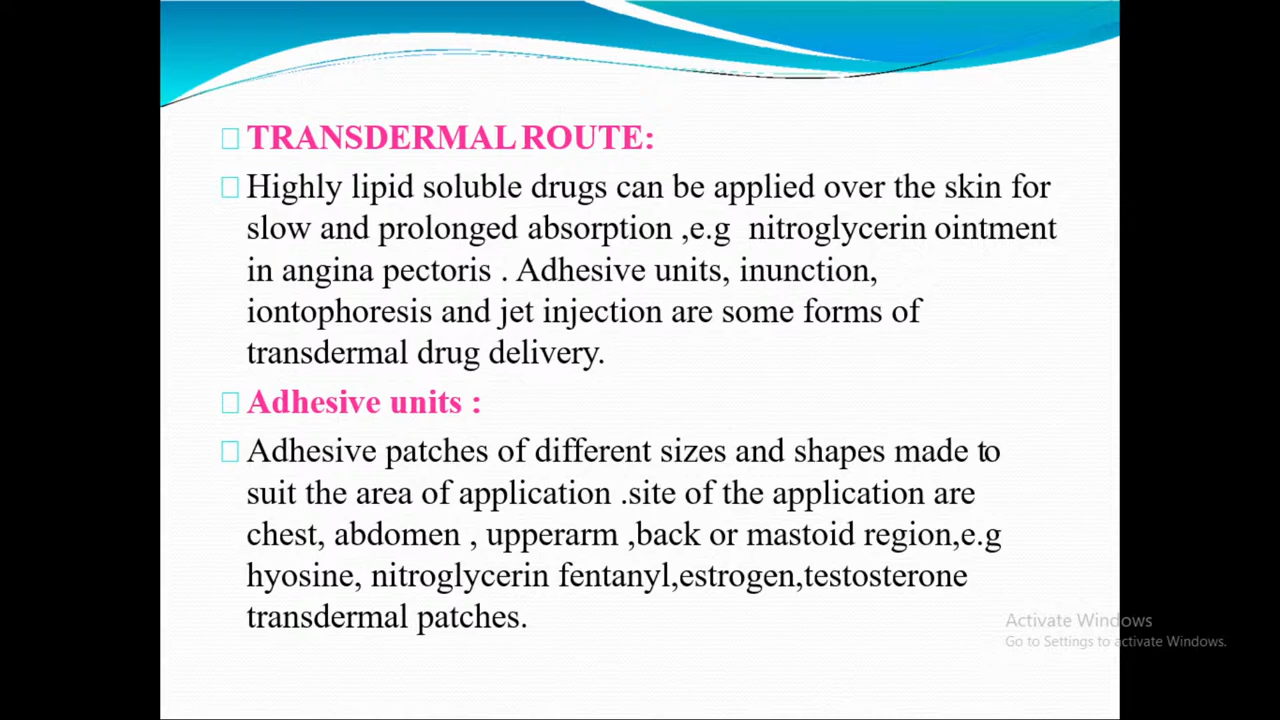 TRANSDERMAL ROUTE:
Highly lipid soluble drugs can be applied over the skin for
slow and prolonged absorption ,e.g nitroglycerin ointment
in angina pectoris . Adhesive units, inunction,
iontophoresis and jet injection are some forms of
transdermal drug delivery.
Adhesive units :
Adhesive patches of different sizes and shapes made to
suit the area of application .site of the application are
chest, abdomen , upperarm ,back or mastoid region,e.g
hyosine, nitroglycerin fentanyl,estrogen,testosterone
transdermal patches.
Activate Windows
Go to Settings to activate Windows.